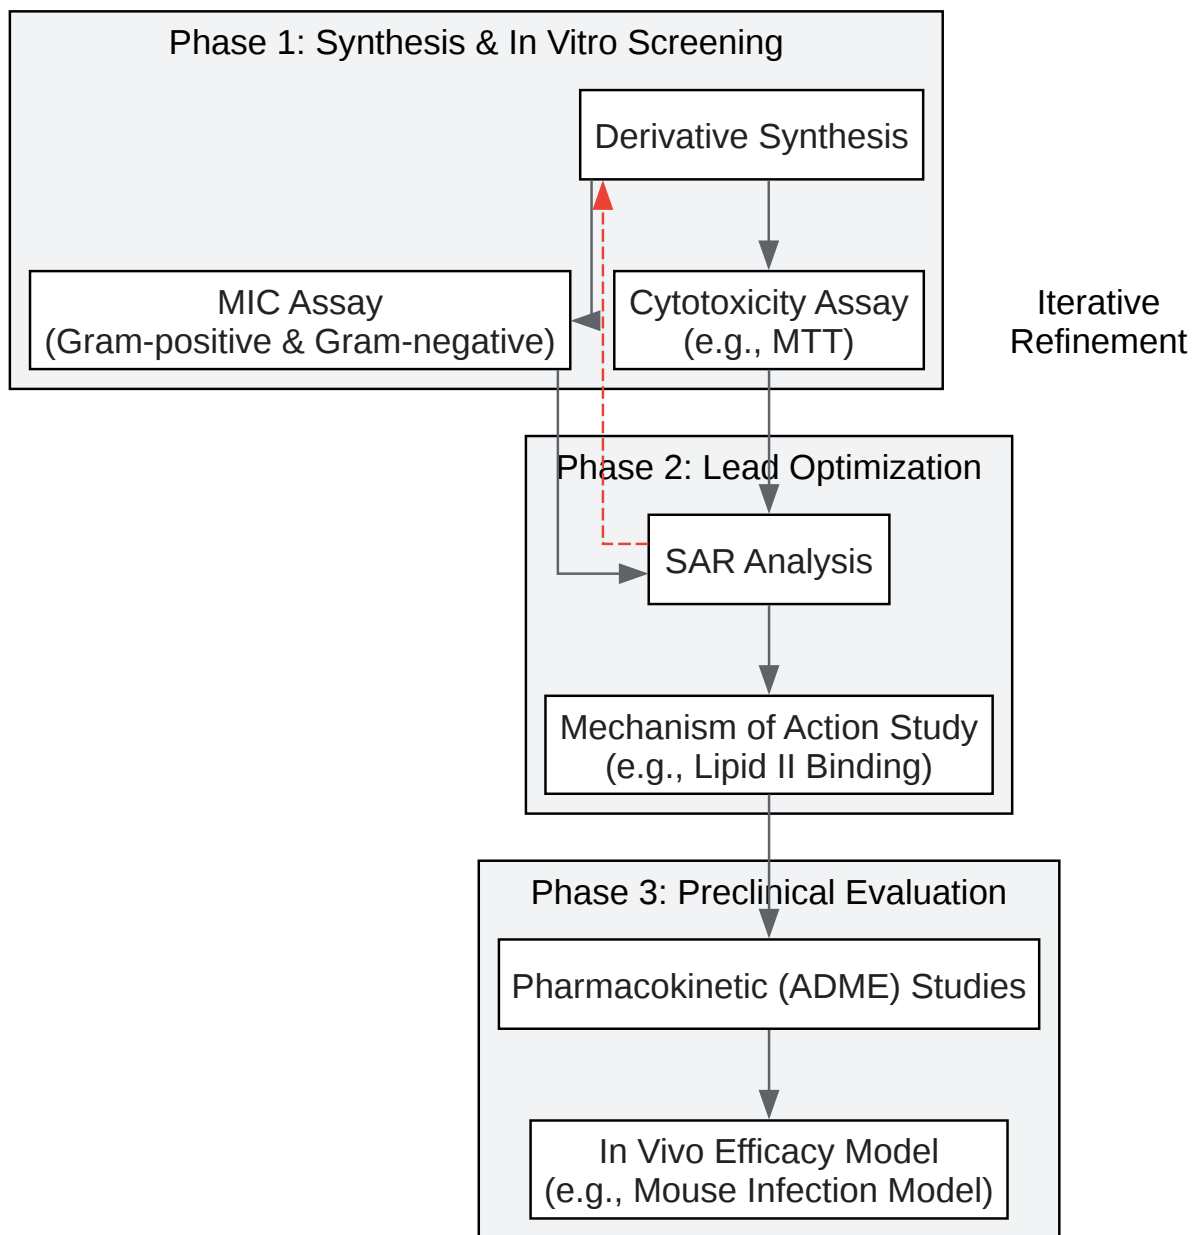 Phase 1: Synthesis & In Vitro Screening
Derivative Synthesis
MIC Assay
(Gram-positive & Gram-negative)
Cytotoxicity Assay
(e.g., MTT)
Iterative
Refinement
Phase 2: Lead Optimization
SAR Analysis
Mechanism of Action Study
(e.g., Lipid II Binding)
Phase 3: Preclinical Evaluation
Pharmacokinetic (ADME) Studies
In Vivo Efficacy Model
(e.g., Mouse Infection Model)